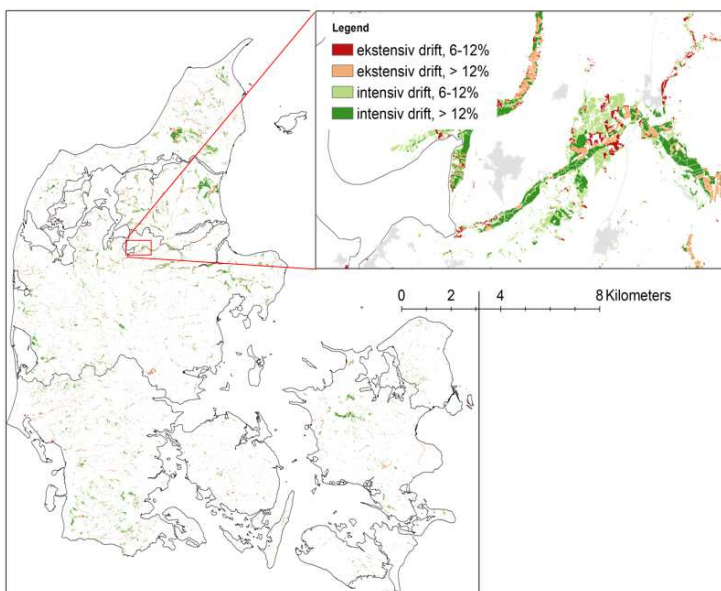 Legend
ekstensiv drift, 6-12%
ekstensiv drift, > 12%
intensiv drift, 6-12%
intensiv drift, > 12%
0 2 4 8 Kilometers